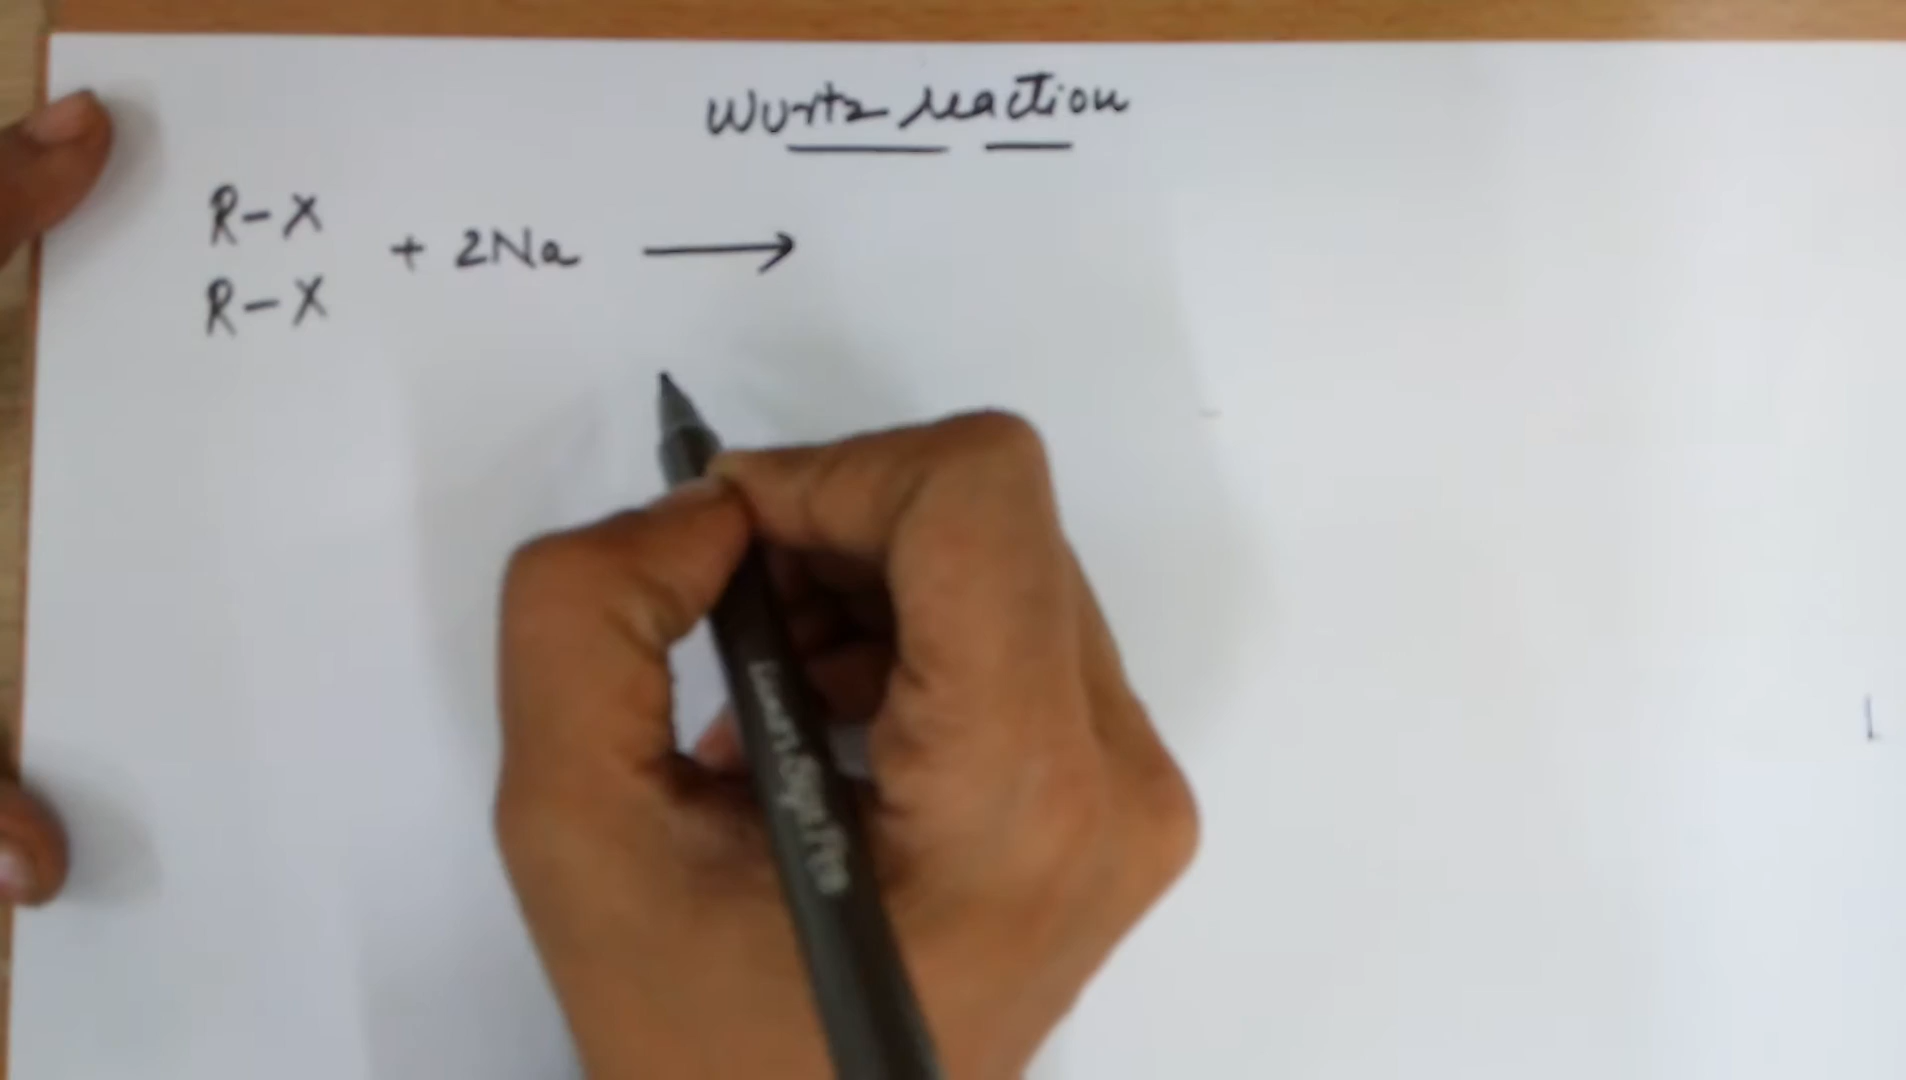 Wurtz reaction
R-X
+ 2Na →
R-X